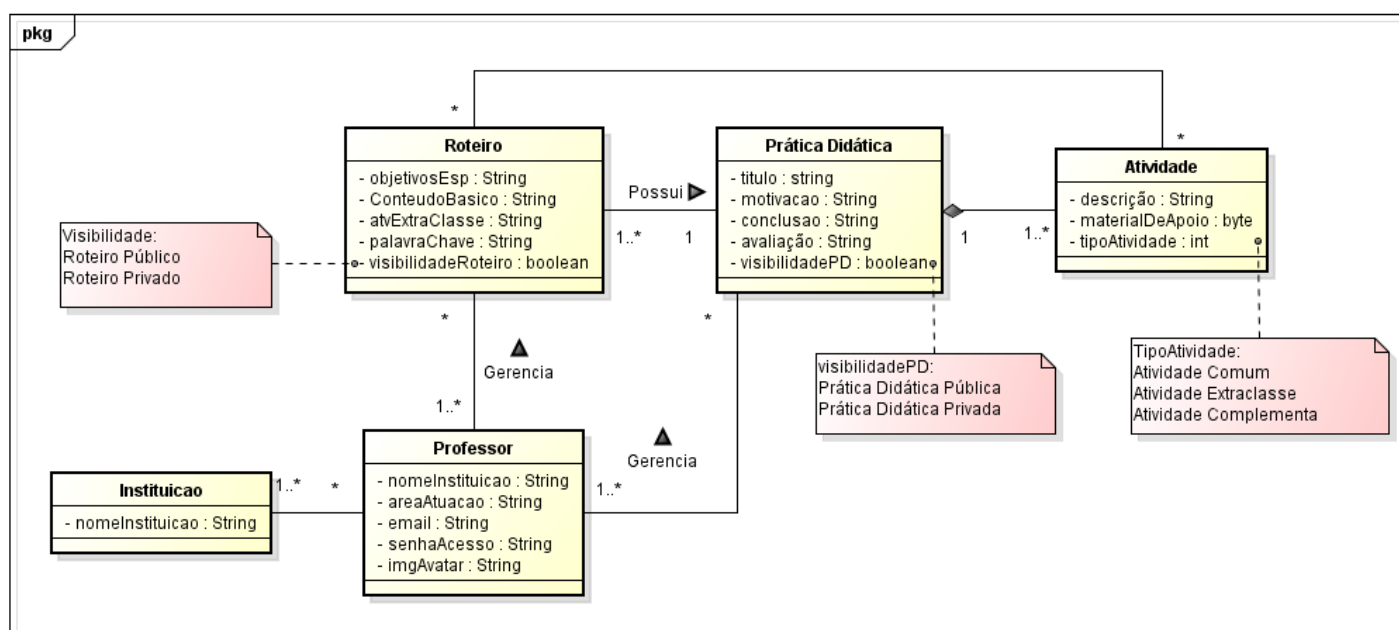 pkg
*
*
Roteiro
- objetivosEsp : String
- ConteudoBasico : String
- atvExtraClasse : String
- palavraChave : String
- visibilidadeRoteiro : boolean
Possui
1..*
1
Prática Didática
- titulo : string
- motivacao : String
- conclusao : String
- avaliação : String
- visibilidadePD : boolean
1
1..*
Atividade
- descrição : String
- materialDeApoio : byte
- tipoAtividade : int
Visibilidade:
Roteiro Público
Roteiro Privado
*
Gerencia
1..*
*
Gerencia
1..*
visibilidadePD:
Prática Didática Pública
Prática Didática Privada
TipoAtividade:
Atividade Comum
Atividade Extraclasse
Atividade Complementa
Instituicao
- nomeInstituicao : String
1..*
*
Professor
- nomeInstituicao : String
- areaAtuacao : String
- email : String
- senhaAcesso : String
- imgAvatar : String